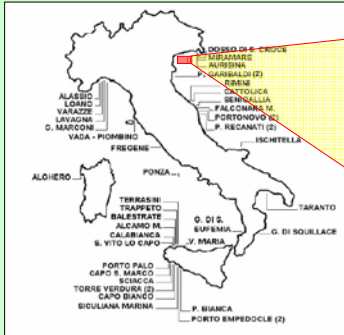 DOSSO DI S. CROCE
MIRAMARE
AURISINA
P. GARIBALDI (2)
RIMINI
CATTOLICA
SENIGALLIA
FALCONARA M.
PORTONOVO (2)
P. RECANATI (2)
ISCHITELLA
ALASSIO
LOANO
VARAZZE
LAVAGNA
G. MARCONI
VADA - PIOMBINO
FREGENE
ALGHERO
PONZA
TARANTO
TERRASINI
TRAPPETO
BALESTRATE
ALCAMO M.
CALABIANCA
S. VITO LO CAPO
G. DI S.
EUFEMIA
V. MARIA
G. DI SQUILLACE
PORTO PALO
CAPO S. MARCO
SCIACCA
TORRE VERDURA (2)
CAPO BIANCO
SICULIANA MARINA
P. BIANCA
PORTO EMPEDOCLE (2)